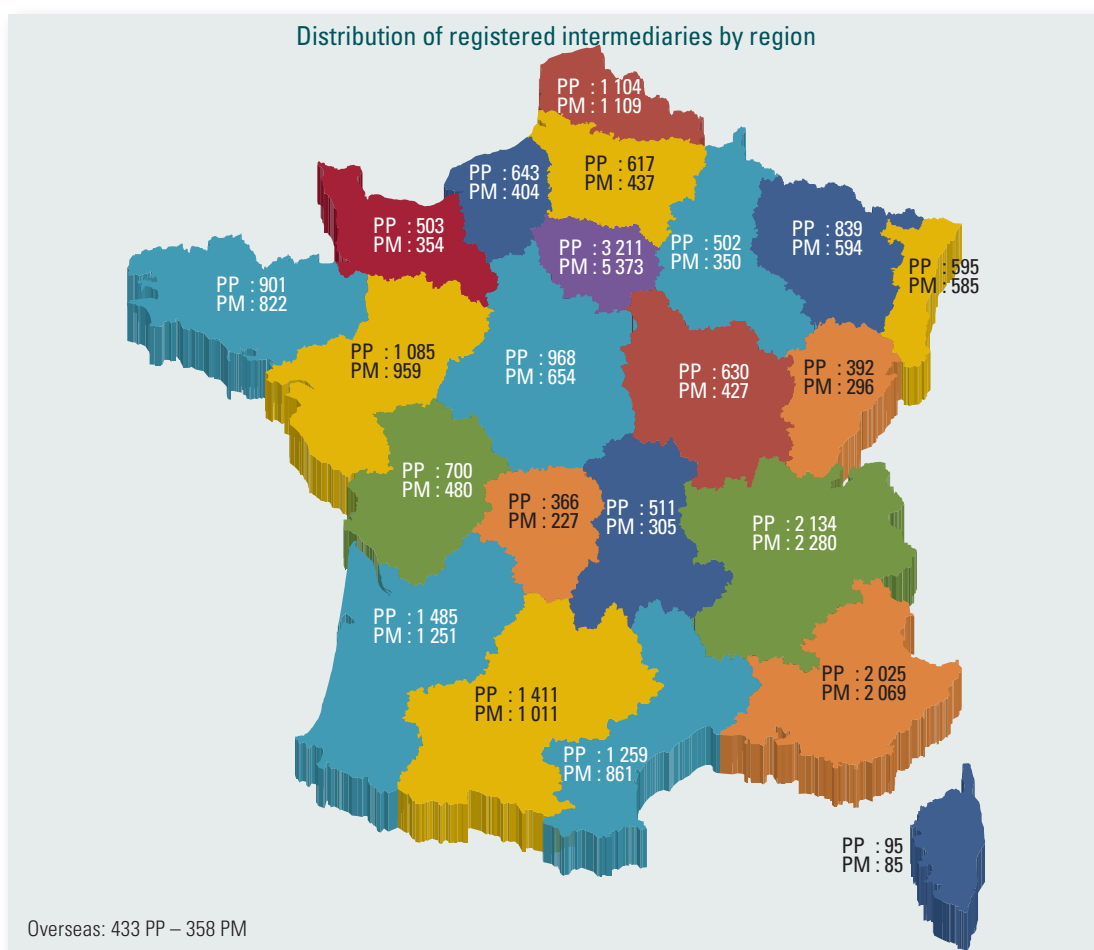 Distribution of registered intermediaries by region
PP : 1 104
PM : 1 109
PP : 643
PM : 404
PP : 617
PM : 437
PP : 503
PM : 354
PP : 3 211
PM : 5 373
PP : 502
PM : 350
PP : 839
PM : 594
PP : 595
PM : 585
PP : 901
PM : 822
PP : 1 085
PM : 959
PP : 968
PM : 654
PP : 630
PM : 427
PP : 392
PM : 296
PP : 700
PM : 480
PP : 366
PM : 227
PP : 511
PM : 305
PP : 2 134
PM : 2 280
PP : 1 485
PM : 1 251
PP : 1 411
PM : 1 011
PP : 2 025
PM : 2 069
PP : 1 259
PM : 861
PP : 95
PM : 85
Overseas: 433 PP – 358 PM